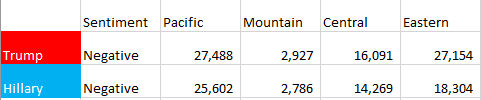 Sentiment Pacific Mountain Central Eastern
Trump Negative 27,488 2,927 16,091 27,154
Hillary Negative 25,602 2,786 14,269 18,304